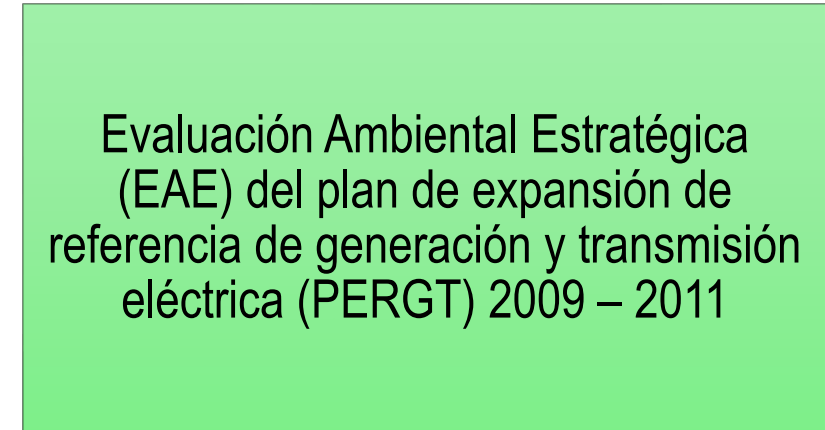 Evaluación Ambiental Estratégica
(EAE) del plan de expansión de
referencia de generación y transmisión
eléctrica (PERGT) 2009 – 2011